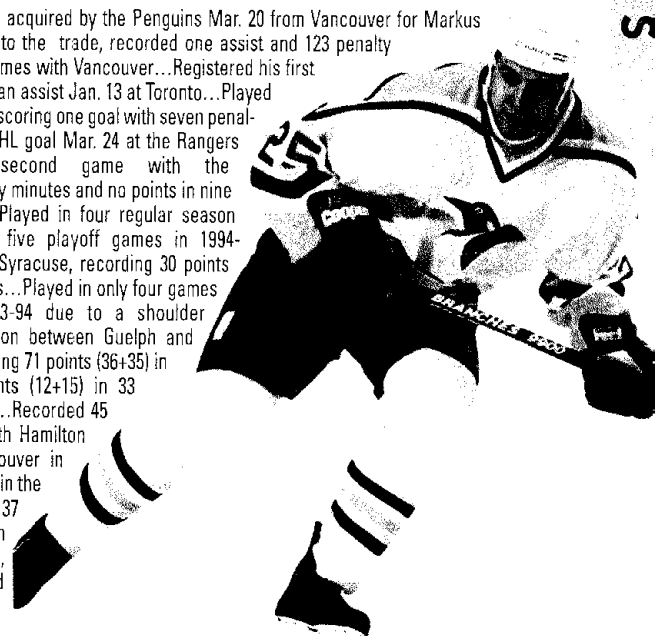 acquired by the Penguins Mar. 20 from Vancouver for Markus
to the trade, recorded one assist and 123 penalty
mes with Vancouver...Registered his first
an assist Jan. 13 at Toronto...Played
scoring one goal with seven penal-
HL goal Mar. 24 at the Rangers
second game with the
y minutes and no points in nine
Played in four regular season
five playoff games in 1994-
Syracuse, recording 30 points
s...Played in only four games
3-94 due to a shoulder
on between Guelph and
ng 71 points (36+35) in
nts (12+15) in 33
...Recorded 45
th Hamilton
ouver in
in the
37
n
,
d
25
Cooper
BRANCHES 9000
S